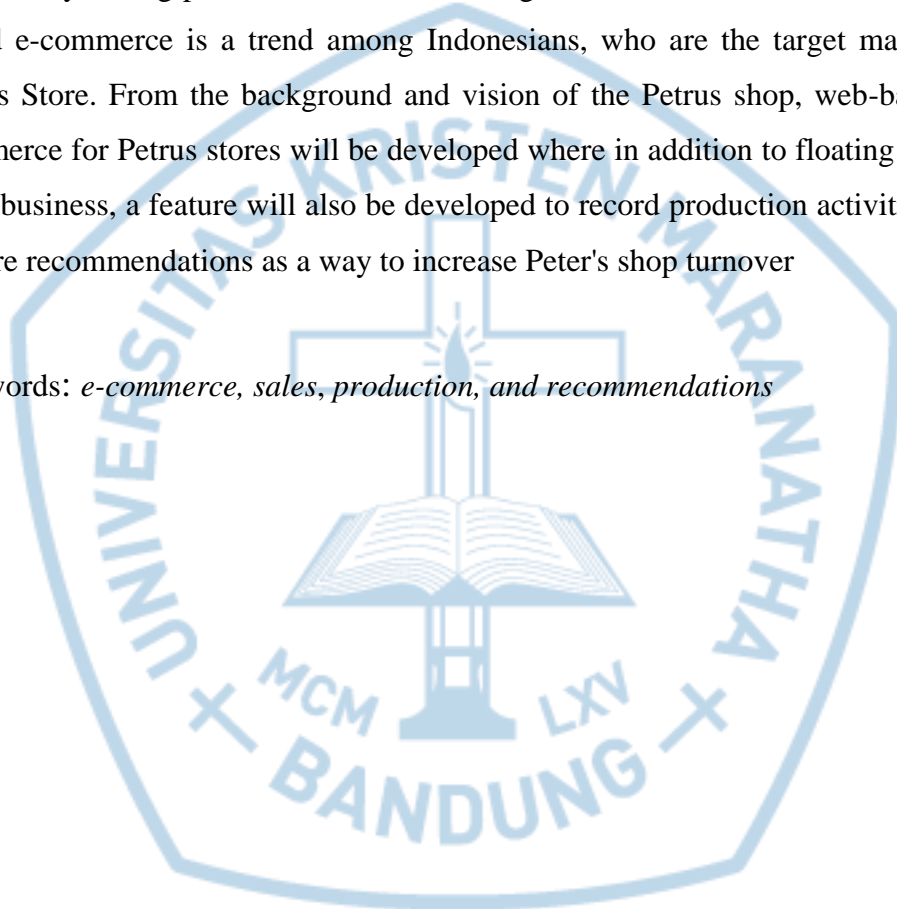 l e-commerce is a trend among Indonesians, who are the target ma
s Store. From the background and vision of the Petrus shop, web-ba
nerce for Petrus stores will be developed where in addition to floating
business, a feature will also be developed to record production activit
re recommendations as a way to increase Peter's shop turnover
words: e-commerce, sales, production, and recommendations
UNIVERSITAS KRISTEN MARANATHA
MCM LXV
BANDUNG